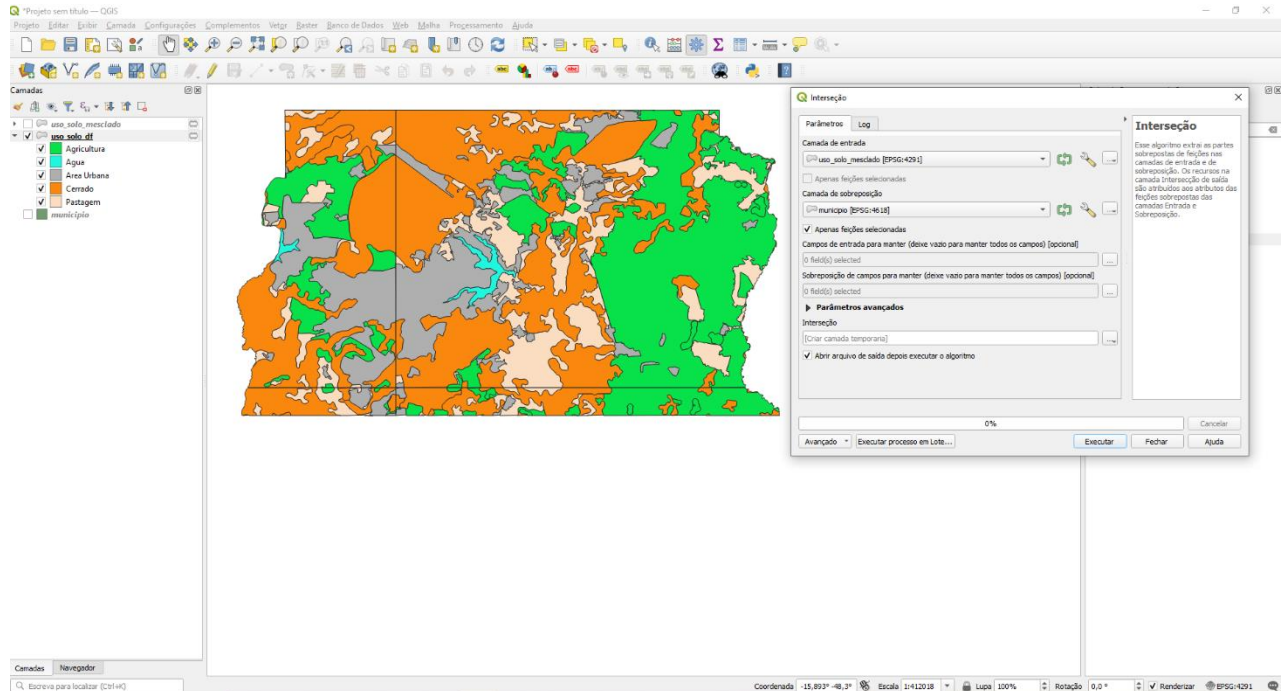 *Projeto sem título — QGIS
Projeto Editar Exibir Camada Configurações Complementos Vetor Raster Banco de Dados Web Malha Processamento Ajuda
Camadas
uso_solo_mesclado
uso_solo_df
Agricultura
Agua
Area Urbana
Cerrado
Pastagem
municipio
Interseção
Parâmetros Log
Camada de entrada
uso_solo_mesclado [EPSG:4291]
Apenas feições selecionadas
Camada de sobreposição
municipio [EPSG:4618]
Apenas feições selecionadas
Campos de entrada para manter (deixe vazio para manter todos os campos) [opcional]
0 field(s) selected
Sobreposição de campos para manter (deixe vazio para manter todos os campos) [opcional]
0 field(s) selected
Parâmetros avançados
Interseção
[Criar camada temporaria]
Abrir arquivo de saída depois executar o algoritmo
Interseção
Esse algoritmo extrai as partes
sobrepostas de feições nas
camadas de entrada e de
sobreposição. Os recursos na
camada Intersecção de saída
são atribuídos aos atributos das
feições sobrepostas das
camadas Entrada e
Sobreposição.
0%
Cancelar
Avançado Executar processo em Lote... Executar Fechar Ajuda
Camadas Navegador
Escreva para localizar (Ctrl+K) Coordenada -15,893° -48,3° Escala 1:412018 Lupa 100% Rotação 0,0 ° Renderizar EPSG:4291